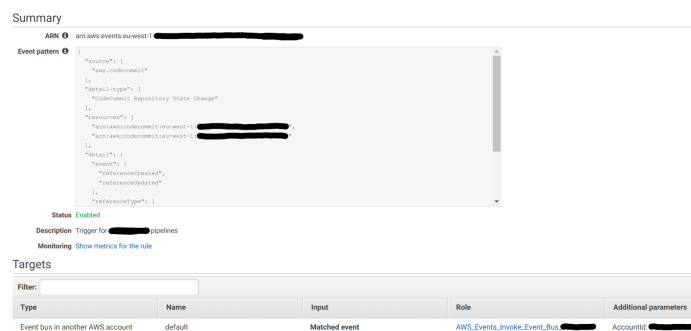 Summary
ARN arn:aws:events:eu-west-1:
Event pattern {
"source": [
"aws.codecommit"
],
"detail-type": [
"CodeCommit Repository State Change"
],
"resources": [
"arn:aws:codecommit:eu-west-1:",
"arn:aws:codecommit:eu-west-1:"
],
"detail": {
"event": [
"referenceCreated",
"referenceUpdated"
],
"referenceType": [
Status Enabled
Description Trigger for pipelines
Monitoring Show metrics for the rule
Targets
Filter:
Type Name Input Role Additional parameters
Event bus in another AWS account default Matched event AWS_Events_Invoke_Event_Bus_ AccountId: